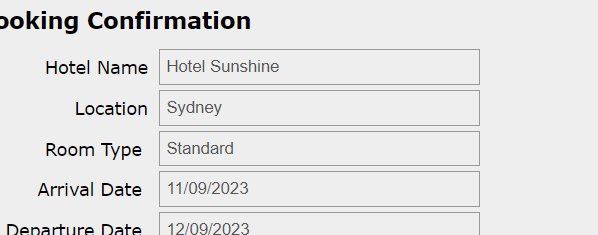 ooking Confirmation
Hotel Name Hotel Sunshine
Location Sydney
Room Type Standard
Arrival Date 11/09/2023
Departure Date 12/09/2023